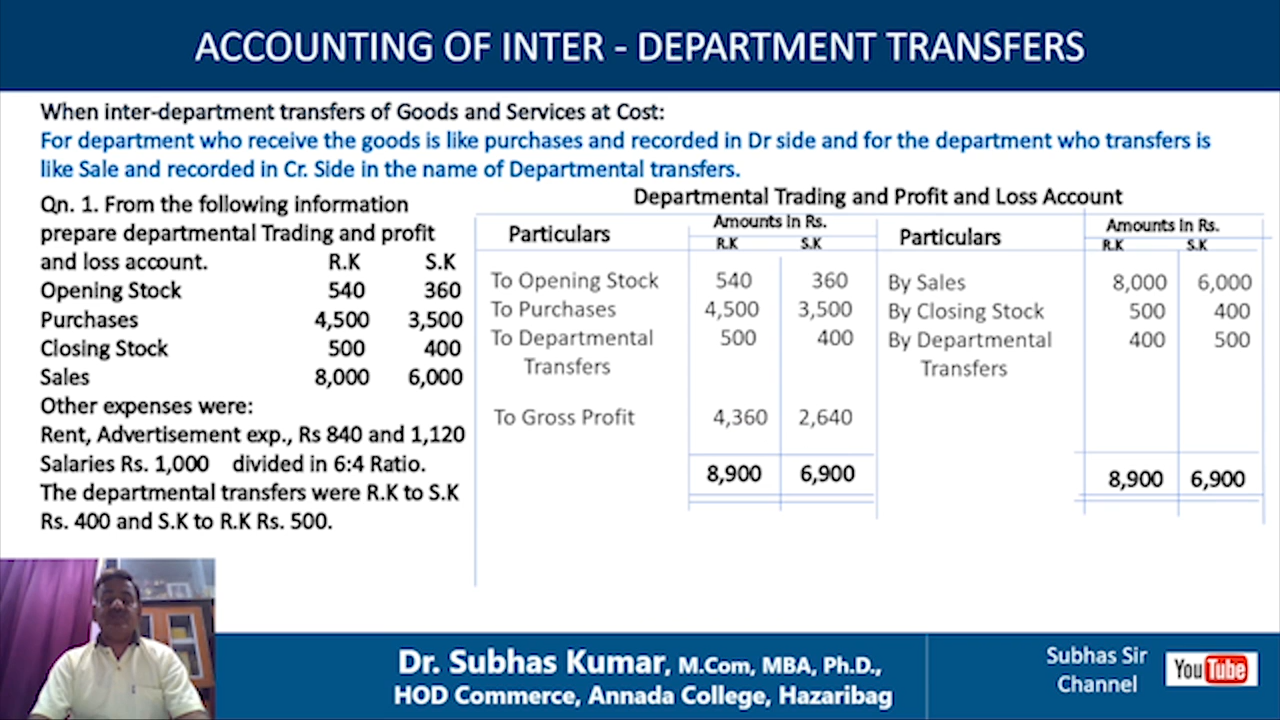 ACCOUNTING OF INTER - DEPARTMENT TRANSFERS
When inter-department transfers of Goods and Services at Cost:
For department who receive the goods is like purchases and recorded in Dr side and for the department who transfers is
like Sale and recorded in Cr. Side in the name of Departmental transfers.
Qn. 1. From the following information
prepare departmental Trading and profit
and loss account. R.K S.K
Opening Stock 540 360
Purchases 4,500 3,500
Closing Stock 500 400
Sales 8,000 6,000
Other expenses were:
Rent, Advertisement exp., Rs 840 and 1,120
Salaries Rs. 1,000 divided in 6:4 Ratio.
The departmental transfers were R.K to S.K
Rs. 400 and S.K to R.K Rs. 500.
Departmental Trading and Profit and Loss Account
Particulars Amounts in Rs. Particulars Amounts in Rs.
R.K S.K R.K S.K
To Opening Stock 540 360 By Sales 8,000 6,000
To Purchases 4,500 3,500 By Closing Stock 500 400
To Departmental 500 400 By Departmental 400 500
Transfers Transfers
To Gross Profit 4,360 2,640
8,900 6,900 8,900 6,900
Dr. Subhas Kumar, M.Com, MBA, Ph.D.,
HOD Commerce, Annada College, Hazaribag
Subhas Sir
Channel
YouTube